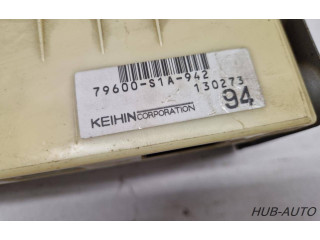 79600-S1A-942
130273
KEIHIN CORPORATION
94
HUB-AUTO